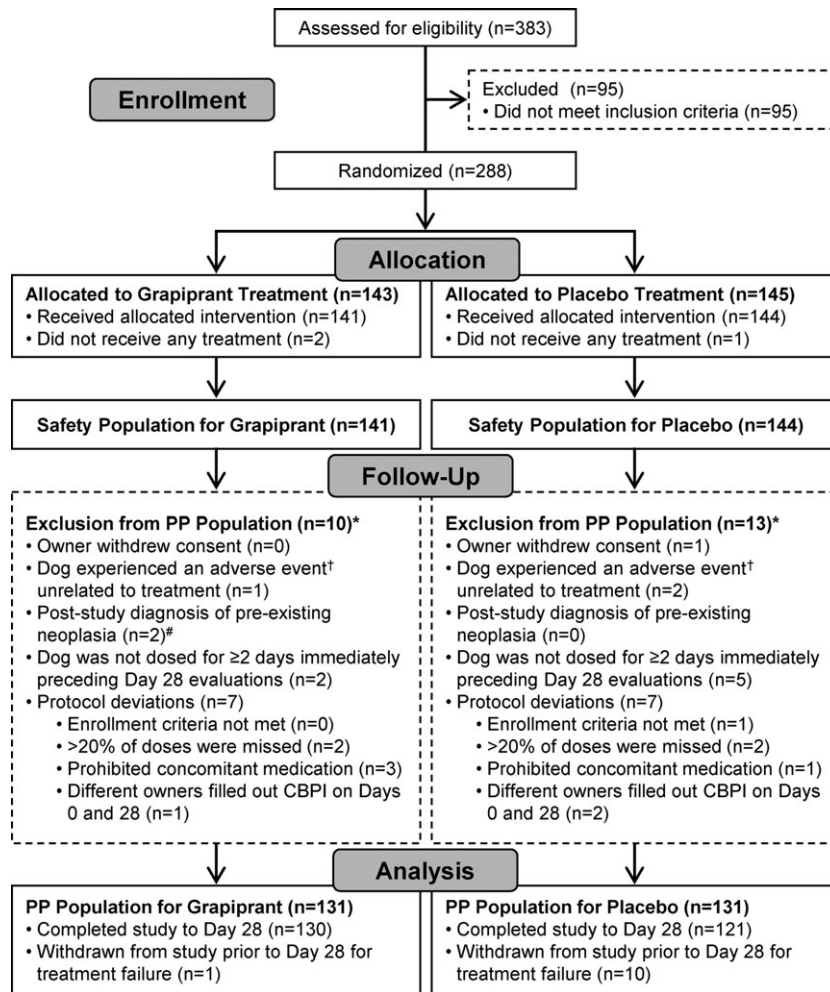 Assessed for eligibility (n=383)
Enrollment
Excluded (n=95)
• Did not meet inclusion criteria (n=95)
Randomized (n=288)
Allocation
Allocated to Grapiprant Treatment (n=143)
• Received allocated intervention (n=141)
• Did not receive any treatment (n=2)
Allocated to Placebo Treatment (n=145)
• Received allocated intervention (n=144)
• Did not receive any treatment (n=1)
Safety Population for Grapiprant (n=141)
Safety Population for Placebo (n=144)
Follow-Up
Exclusion from PP Population (n=10)*
• Owner withdrew consent (n=0)
• Dog experienced an adverse event†
unrelated to treatment (n=1)
• Post-study diagnosis of pre-existing
neoplasia (n=2)#
• Dog was not dosed for ≥2 days immediately
preceding Day 28 evaluations (n=2)
• Protocol deviations (n=7)
• Enrollment criteria not met (n=0)
• >20% of doses were missed (n=2)
• Prohibited concomitant medication (n=3)
• Different owners filled out CBPI on Days
0 and 28 (n=1)
Exclusion from PP Population (n=13)*
• Owner withdrew consent (n=1)
• Dog experienced an adverse event†
unrelated to treatment (n=2)
• Post-study diagnosis of pre-existing
neoplasia (n=0)
• Dog was not dosed for ≥2 days immediately
preceding Day 28 evaluations (n=5)
• Protocol deviations (n=7)
• Enrollment criteria not met (n=1)
• >20% of doses were missed (n=2)
• Prohibited concomitant medication (n=1)
• Different owners filled out CBPI on Days
0 and 28 (n=2)
Analysis
PP Population for Grapiprant (n=131)
• Completed study to Day 28 (n=130)
• Withdrawn from study prior to Day 28 for
treatment failure (n=1)
PP Population for Placebo (n=131)
• Completed study to Day 28 (n=121)
• Withdrawn from study prior to Day 28 for
treatment failure (n=10)